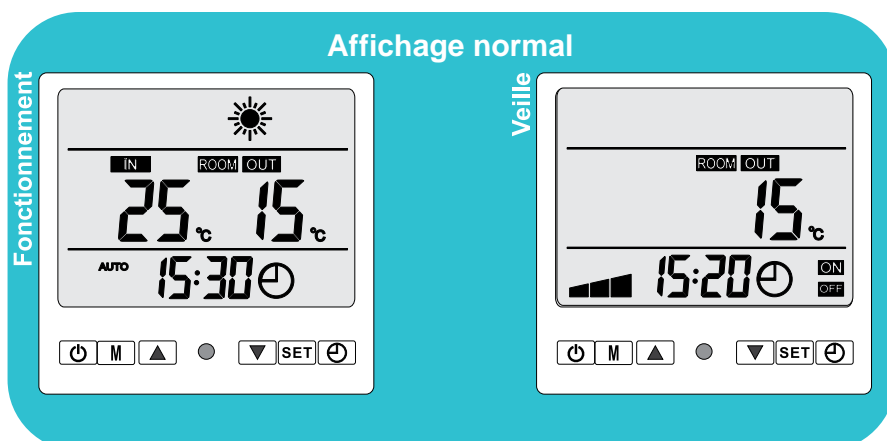 Affichage normal
Fonctionnement
ÏN ROOM OUT
25 °C 15 °C
AUTO 15:30
M SET
Veille
ROOM OUT
15 °C
15:20 ON
OFF
M SET